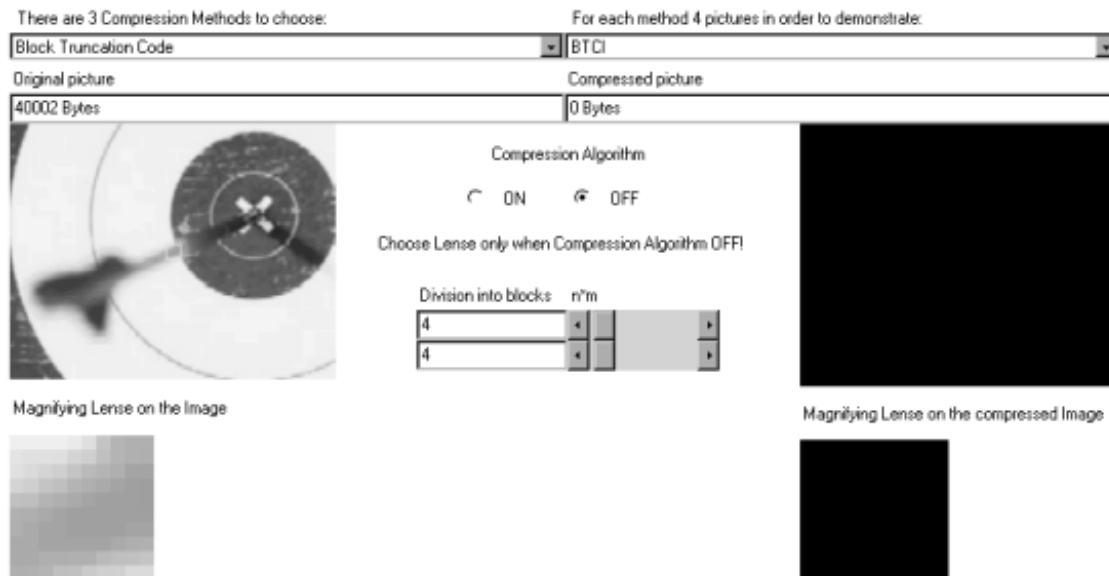 There are 3 Compression Methods to choose:
For each method 4 pictures in order to demonstrate:
Block Truncation Code
BTCI
Original picture
Compressed picture
40002 Bytes
0 Bytes
Compression Algorithm
ON OFF
Choose Lense only when Compression Algorithm OFF!
Division into blocks n*m
4
4
Magnifying Lense on the Image
Magnifying Lense on the compressed Image